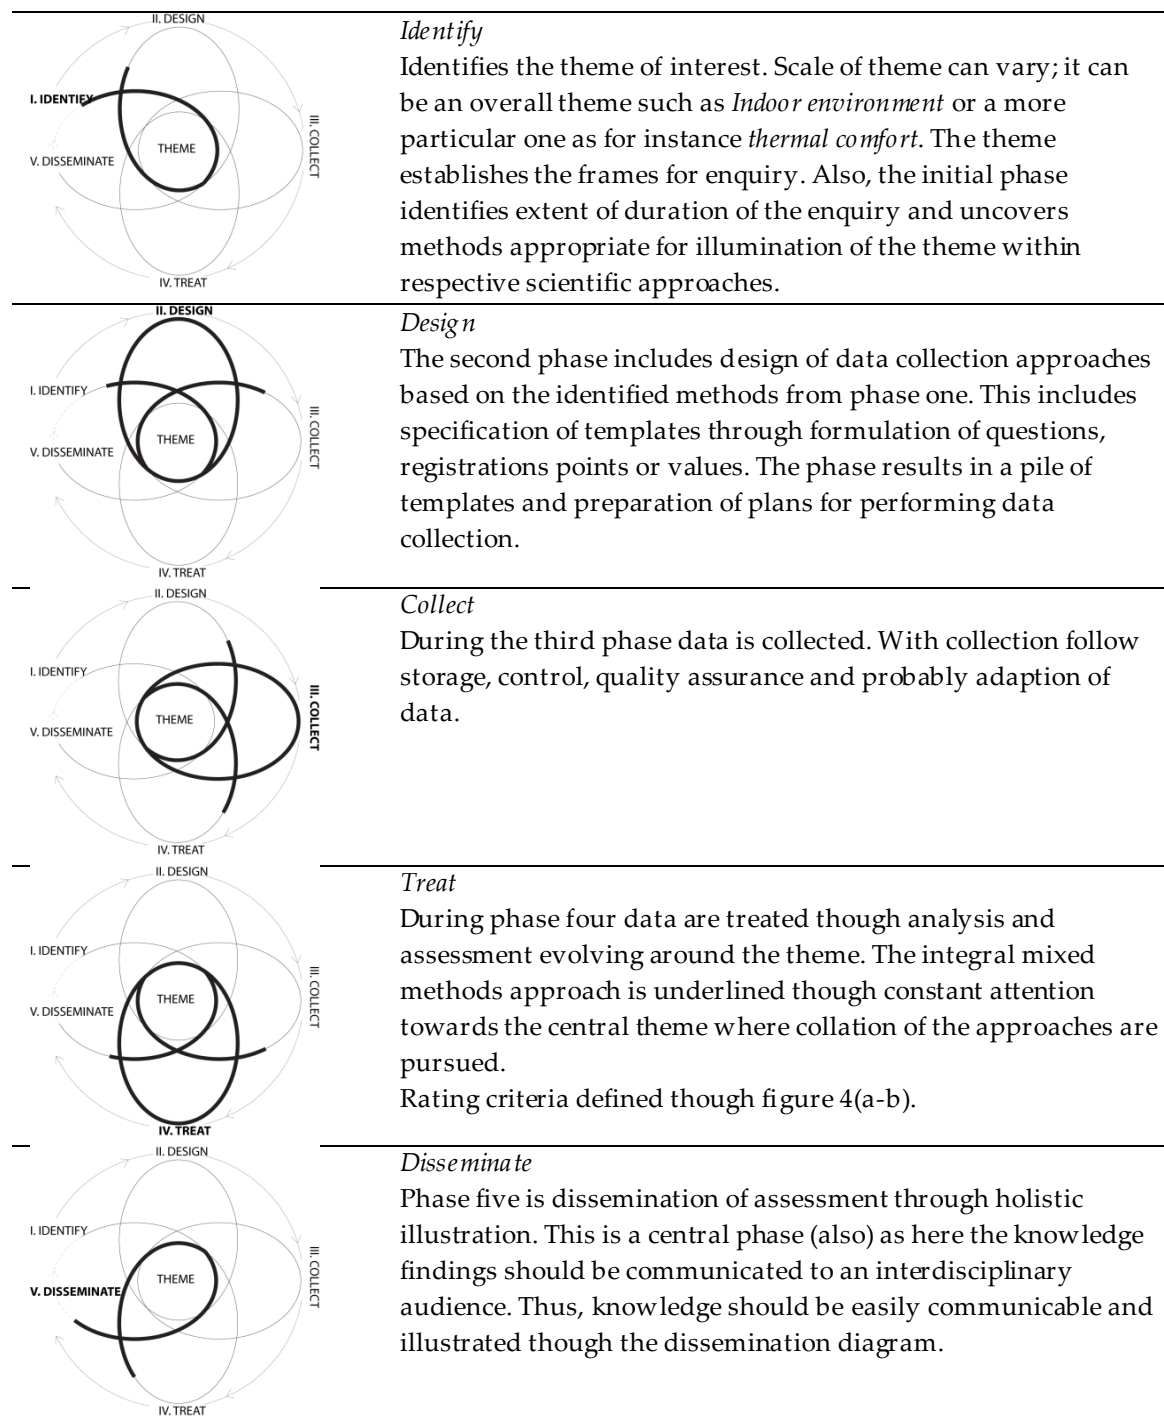 II. DESIGN
I. IDENTIFY
THEME
III. COLLECT
V. DISSEMINATE
IV. TREAT
Identify
Identifies the theme of interest. Scale of theme can vary; it can
be an overall theme such as Indoor environment or a more
particular one as for instance thermal comfort. The theme
establishes the frames for enquiry. Also, the initial phase
identifies extent of duration of the enquiry and uncovers
methods appropriate for illumination of the theme within
respective scientific approaches.
II. DESIGN
I. IDENTIFY
THEME
III. COLLECT
V. DISSEMINATE
IV. TREAT
Design
The second phase includes design of data collection approaches
based on the identified methods from phase one. This includes
specification of templates through formulation of questions,
registrations points or values. The phase results in a pile of
templates and preparation of plans for performing data
collection.
II. DESIGN
I. IDENTIFY
THEME
III. COLLECT
V. DISSEMINATE
IV. TREAT
Collect
During the third phase data is collected. With collection follow
storage, control, quality assurance and probably adaption of
data.
II. DESIGN
I. IDENTIFY
THEME
III. COLLECT
V. DISSEMINATE
IV. TREAT
Treat
During phase four data are treated though analysis and
assessment evolving around the theme. The integral mixed
methods approach is underlined though constant attention
towards the central theme where collation of the approaches are
pursued.
Rating criteria defined though figure 4(a-b).
II. DESIGN
I. IDENTIFY
THEME
III. COLLECT
V. DISSEMINATE
IV. TREAT
Disseminate
Phase five is dissemination of assessment through holistic
illustration. This is a central phase (also) as here the knowledge
findings should be communicated to an interdisciplinary
audience. Thus, knowledge should be easily communicable and
illustrated though the dissemination diagram.